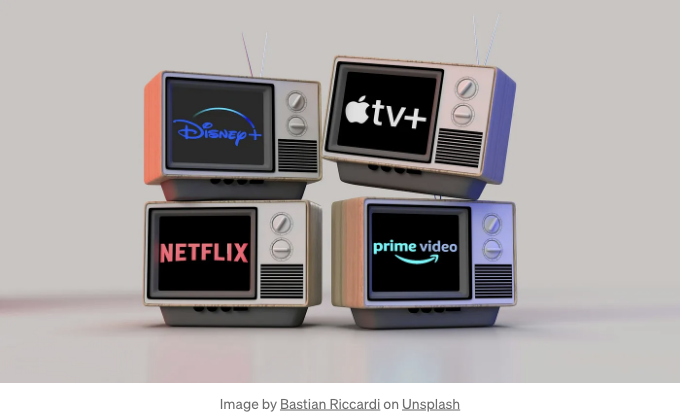 Disney+
tv+
NETFLIX
prime video
Image by Bastian Riccardi on Unsplash